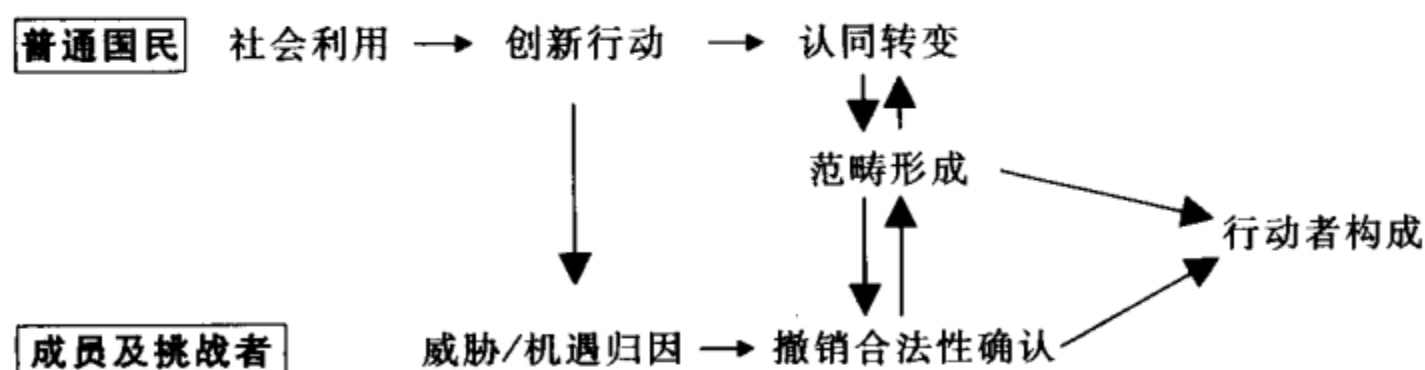 普通国民 社会利用 创新行动 认同转变
范畴形成
行动者构成
成员及挑战者 威胁/机遇归因 撤销合法性确认